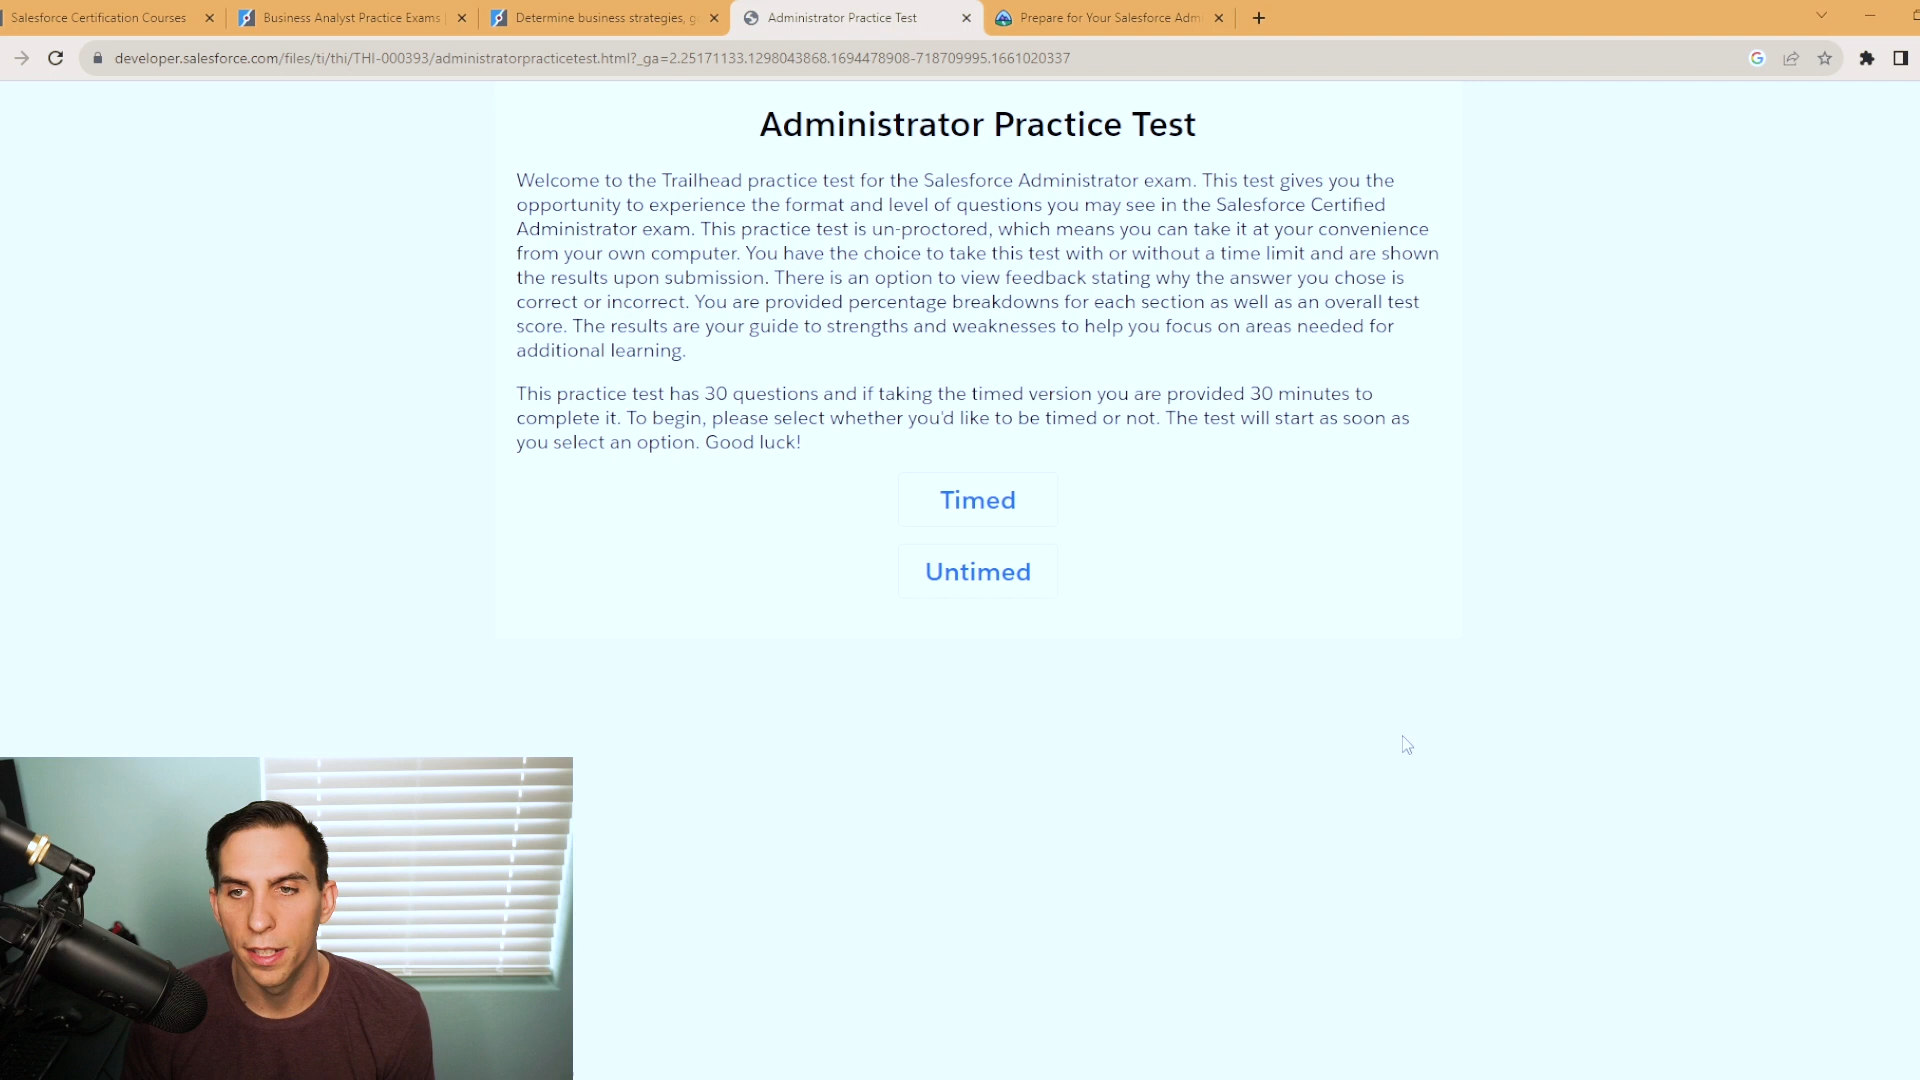 Salesforce Certification Courses
Business Analyst Practice Exams
Determine business strategies, g
Administrator Practice Test
Prepare for Your Salesforce Adm
developer.salesforce.com/files/ti/thi/THI-000393/administratorpracticetest.html?_ga=2.25171133.1298043868.1694478908-718709995.1661020337
Administrator Practice Test
Welcome to the Trailhead practice test for the Salesforce Administrator exam. This test gives you the
opportunity to experience the format and level of questions you may see in the Salesforce Certified
Administrator exam. This practice test is un-proctored, which means you can take it at your convenience
from your own computer. You have the choice to take this test with or without a time limit and are shown
the results upon submission. There is an option to view feedback stating why the answer you chose is
correct or incorrect. You are provided percentage breakdowns for each section as well as an overall test
score. The results are your guide to strengths and weaknesses to help you focus on areas needed for
additional learning.
This practice test has 30 questions and if taking the timed version you are provided 30 minutes to
complete it. To begin, please select whether you'd like to be timed or not. The test will start as soon as
you select an option. Good luck!
Timed
Untimed